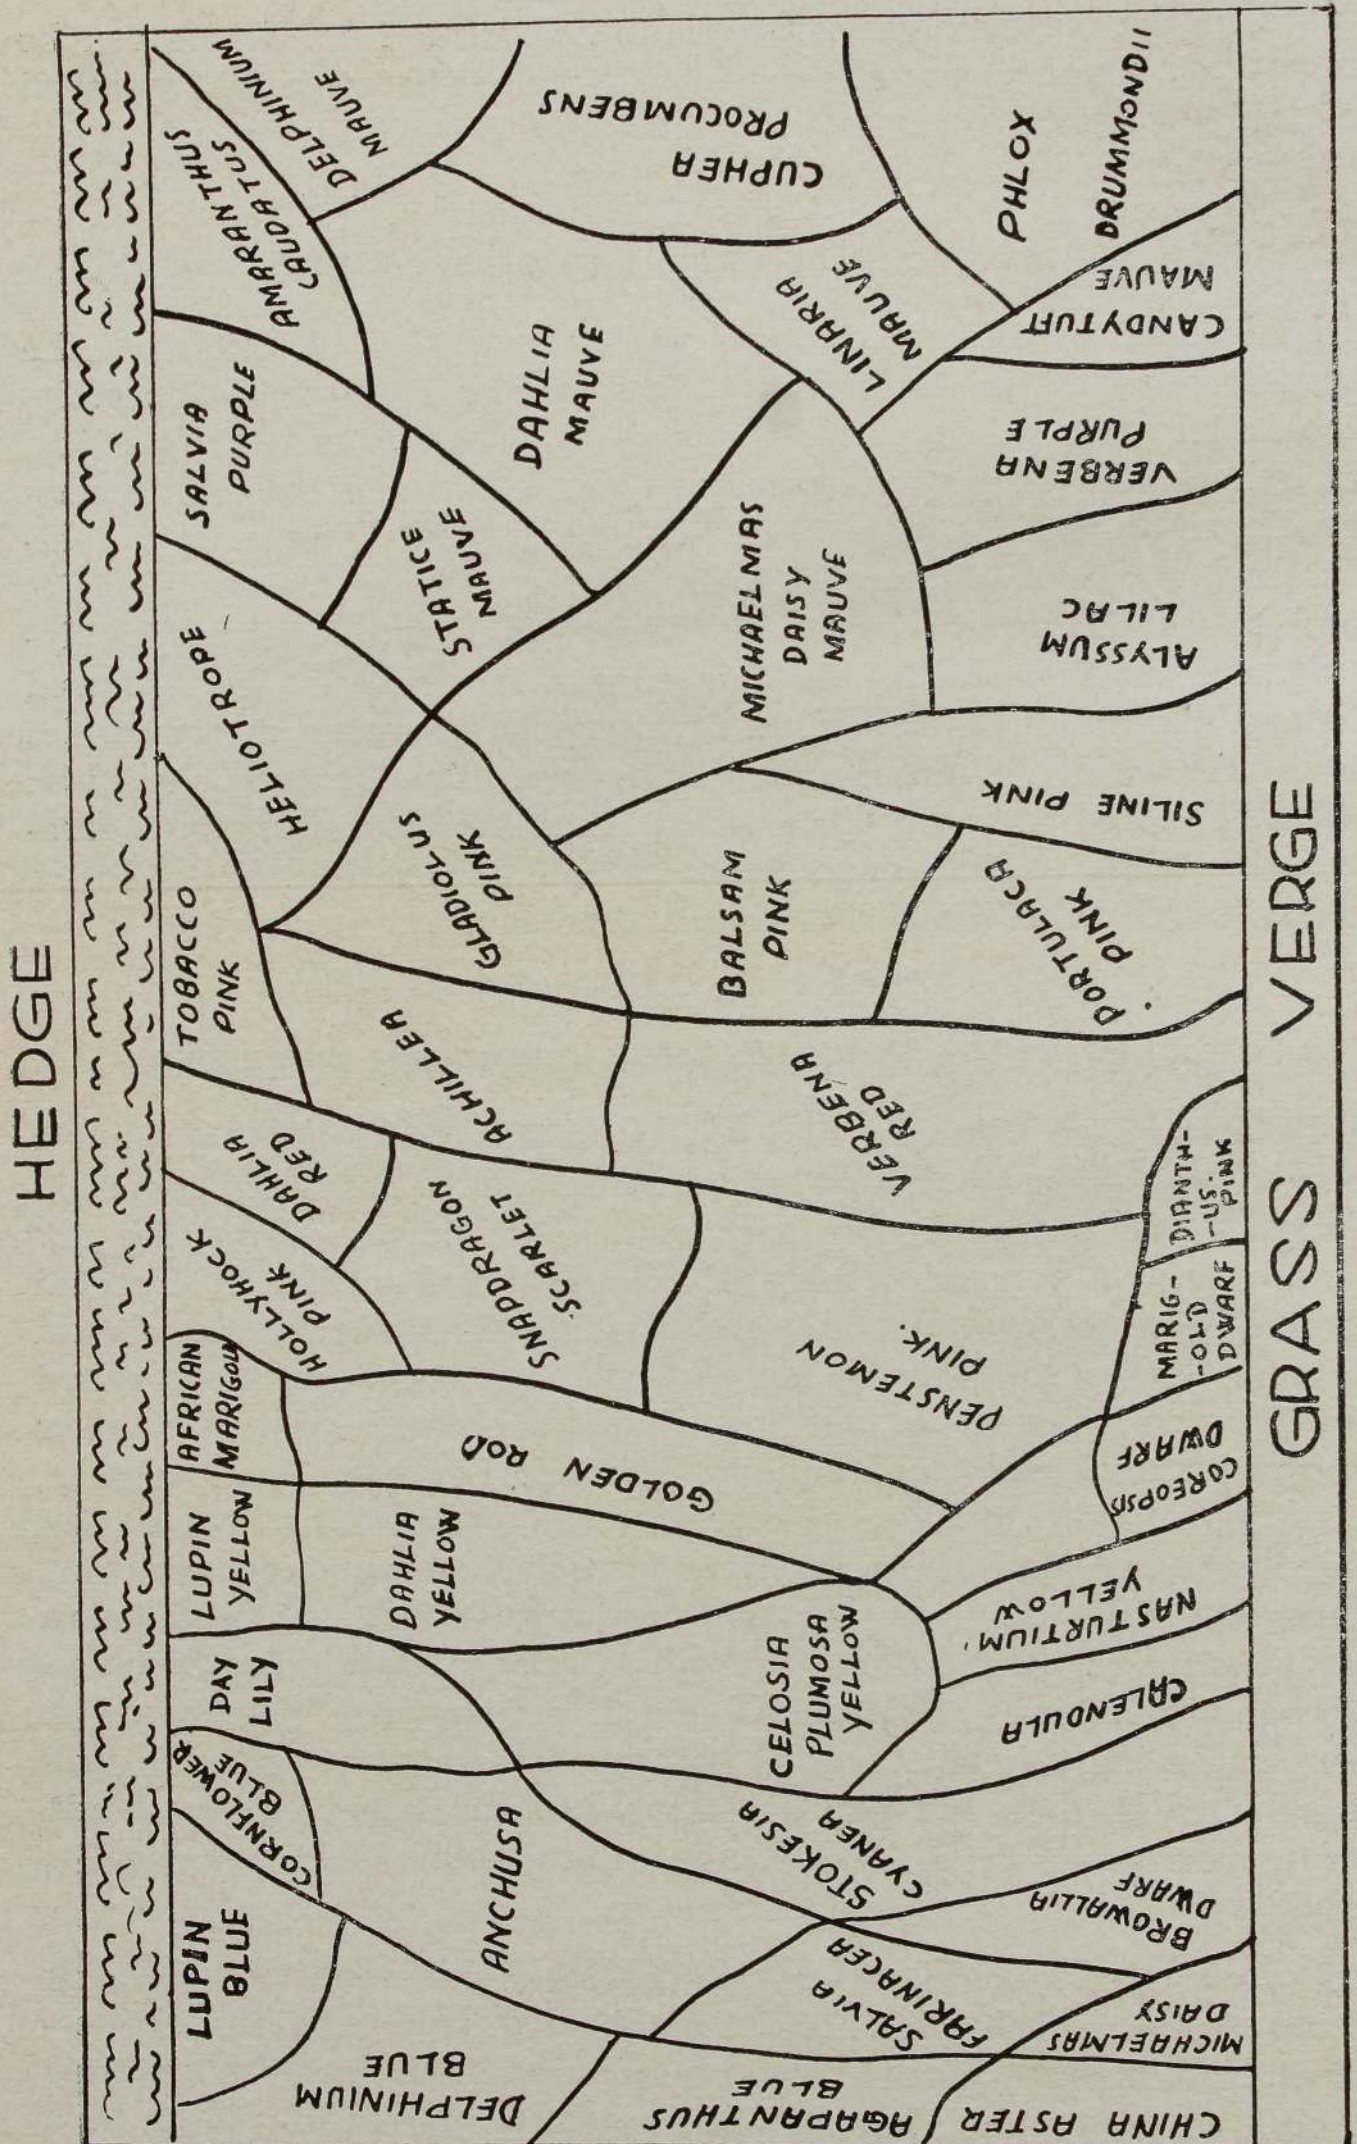 HEDGE
DELPHINIUM
MAUVE
AMARANTHUS
CAUDATUS
CUPHEA
PROCUMBENS
PHLOX
DRUMMONDII
SALVIA
PURPLE
DAHLIA
MAUVE
LINARIA
MAUVE
CANDYTUFT
MAUVE
VERBENA
PURPLE
STATICE
MAUVE
HELIOTROPE
MICHAELMAS
DAISY
MAUVE
ALYSSUM
LILAC
SILINE PINK
TOBACCO
PINK
GLADIOLUS
PINK
BALSAM
PINK
PORTULACA
PINK
ACHILLEA
VERBENA
RED
DAHLIA
RED
DIANTH-
-US.
PINK
HOLLYHOCK
PINK
SNAPDRAGON
SCARLET
PENSTEMON
PINK.
MARIG-
-OLD
DWARF
AFRICAN
MARIGOLD
GOLDEN ROD
COREOPSIS
DWARF
LUPIN
YELLOW
DAHLIA
YELLOW
NASTURTIUM
YELLOW
DAY
LILY
CELOSIA
PLUMOSA
YELLOW
CALENDULA
CORNFLOWER
BLUE
ANCHUSA
STOKESIA
CYANEA
BROWALLIA
DWARF
LUPIN
BLUE
SALVIA
FARINACEA
MICHAELMAS
DAISY
DELPHINIUM
BLUE
AGAPANTHUS
BLUE
CHINA ASTER
GRASS VERGE